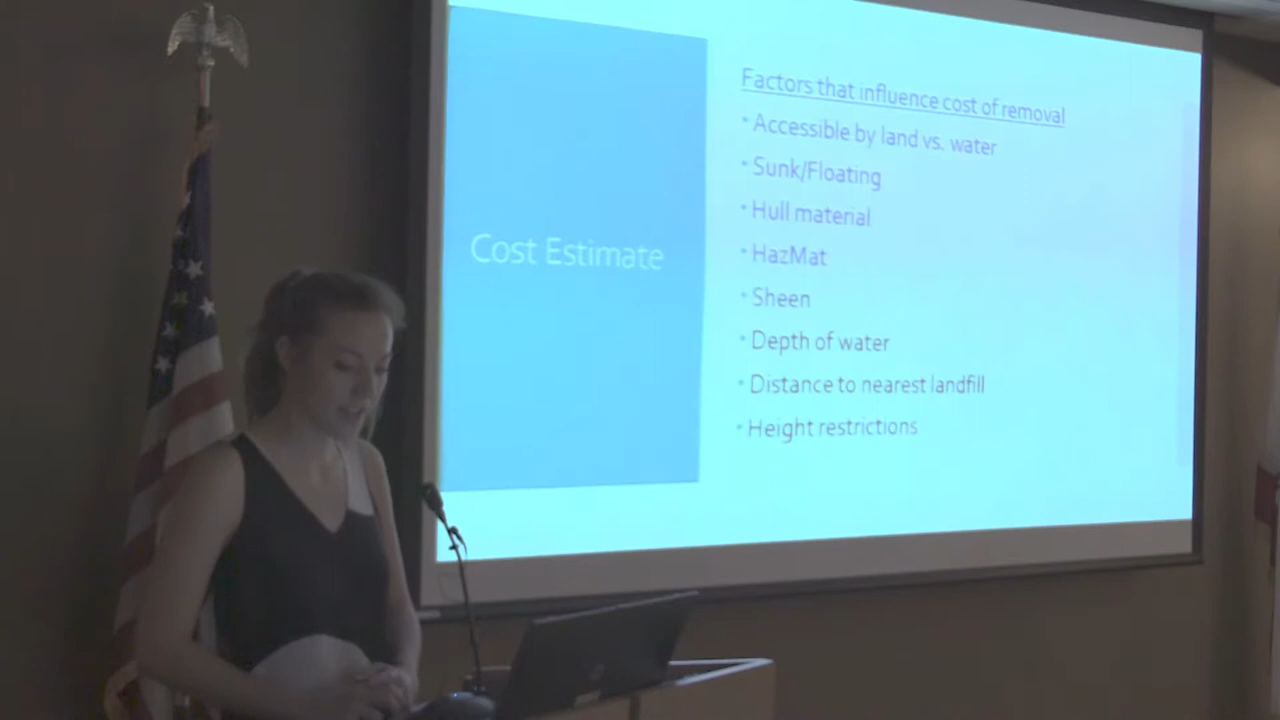 Cost Estimate
Factors that influence cost of removal
• Accessible by land vs. water
• Sunk/Floating
• Hull material
• HazMat
• Sheen
• Depth of water
• Distance to nearest landfill
• Height restrictions